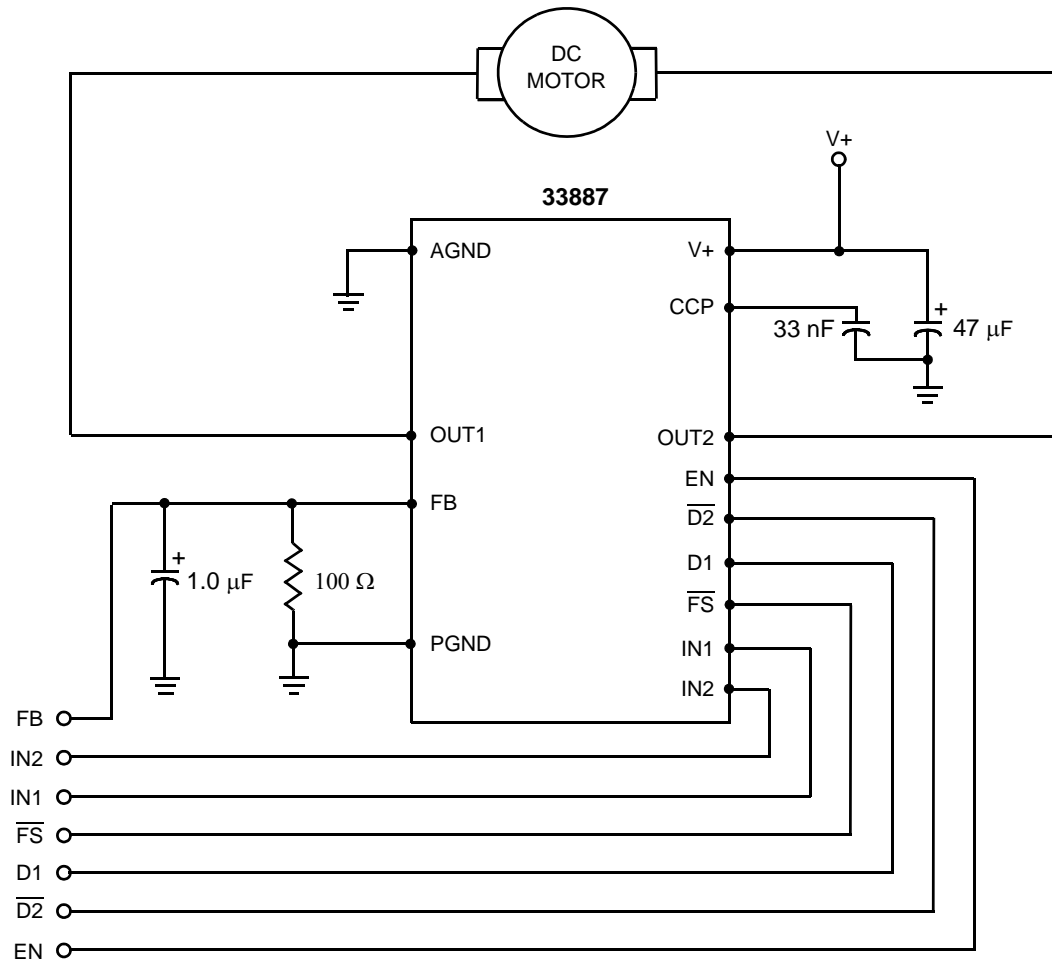 DC
MOTOR
V+
33887
AGND
V+
CCP
33 nF
+
47 μF
OUT1
OUT2
FB
EN
D2
+
1.0 μF
100 Ω
D1
FS
PGND
IN1
IN2
FB
IN2
IN1
FS
D1
D2
EN